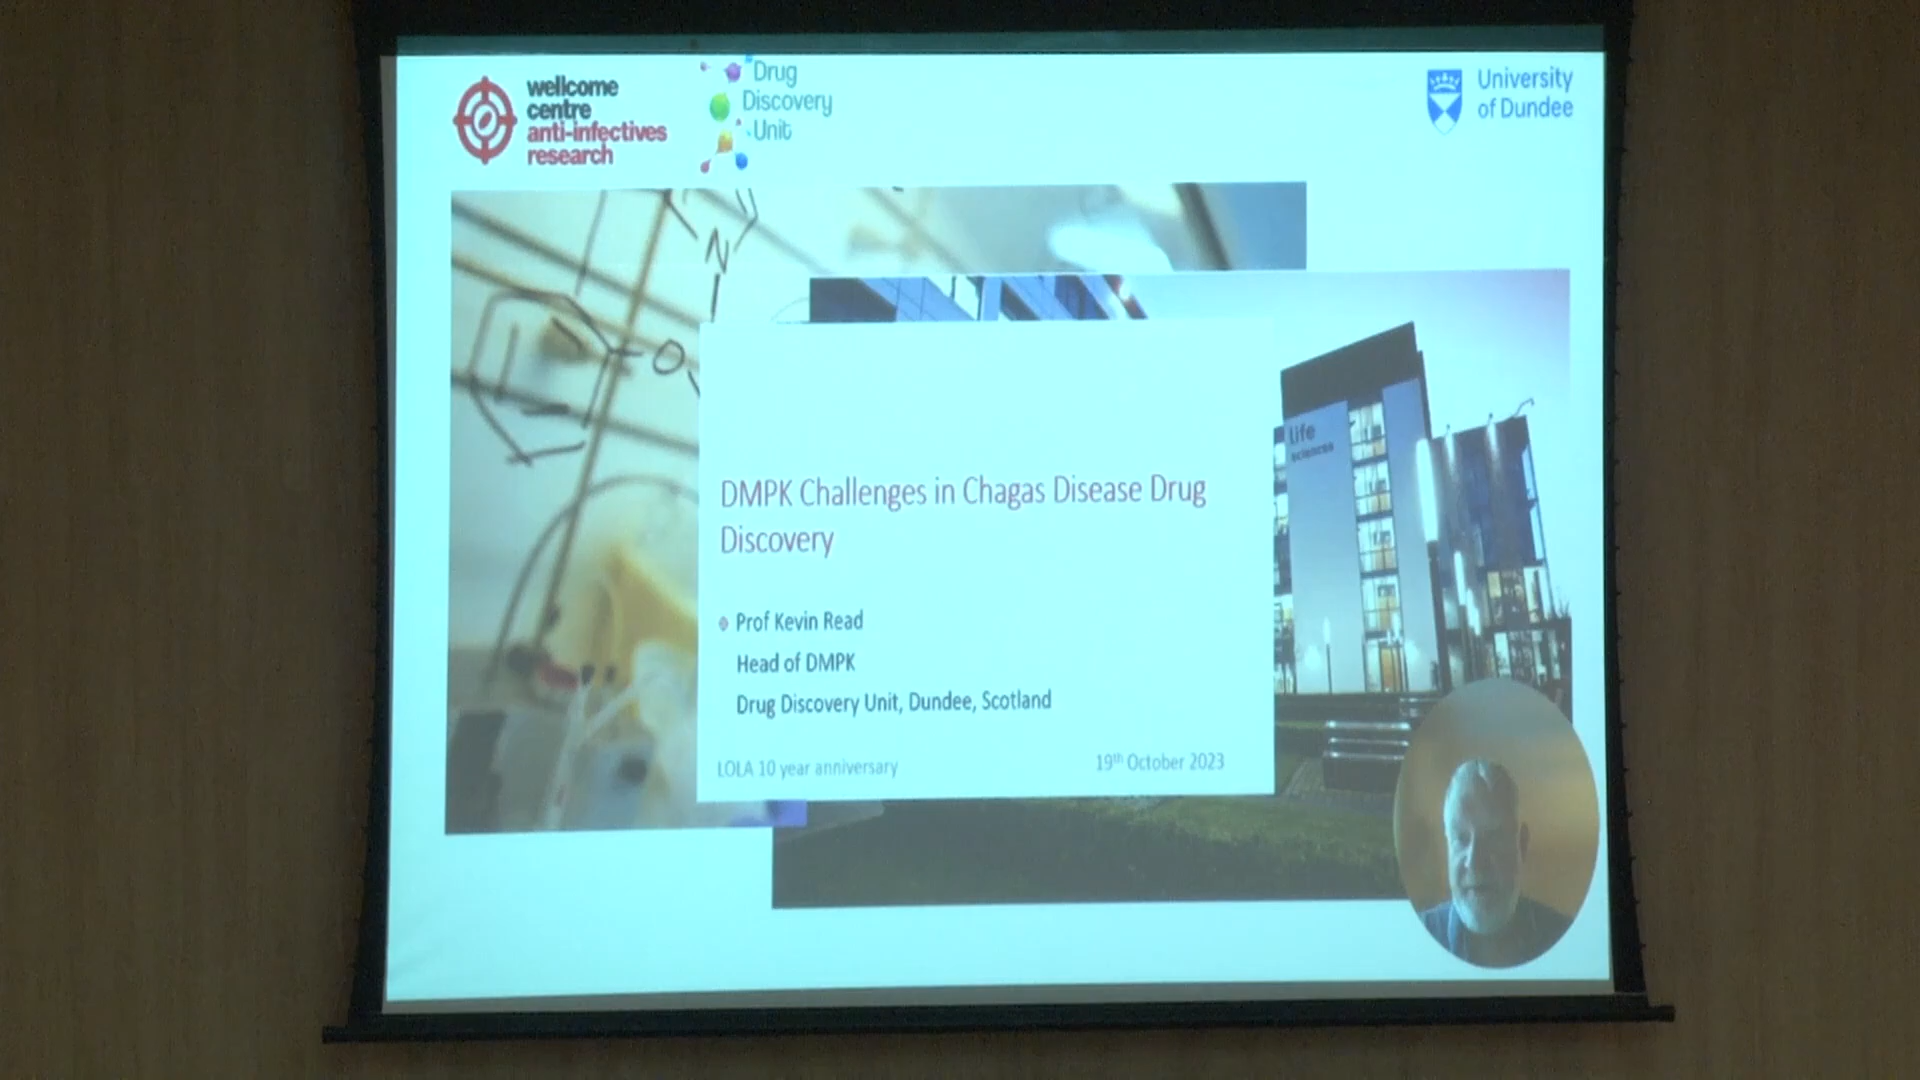 wellcome
centre
anti-infectives
research
Drug
Discovery
Unit
University
of Dundee
N
O
life
sciences
DMPK Challenges in Chagas Disease Drug
Discovery
Prof Kevin Read
Head of DMPK
Drug Discovery Unit, Dundee, Scotland
LOLA 10 year anniversary
19th October 2023